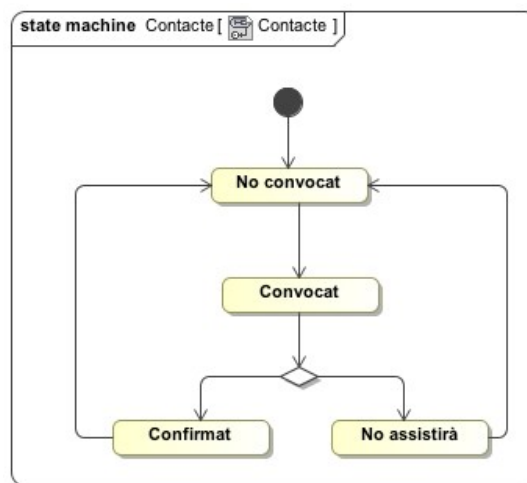 state machine Contacte [ Contacte ]
No convocat
Convocat
Confirmat
No assistirà